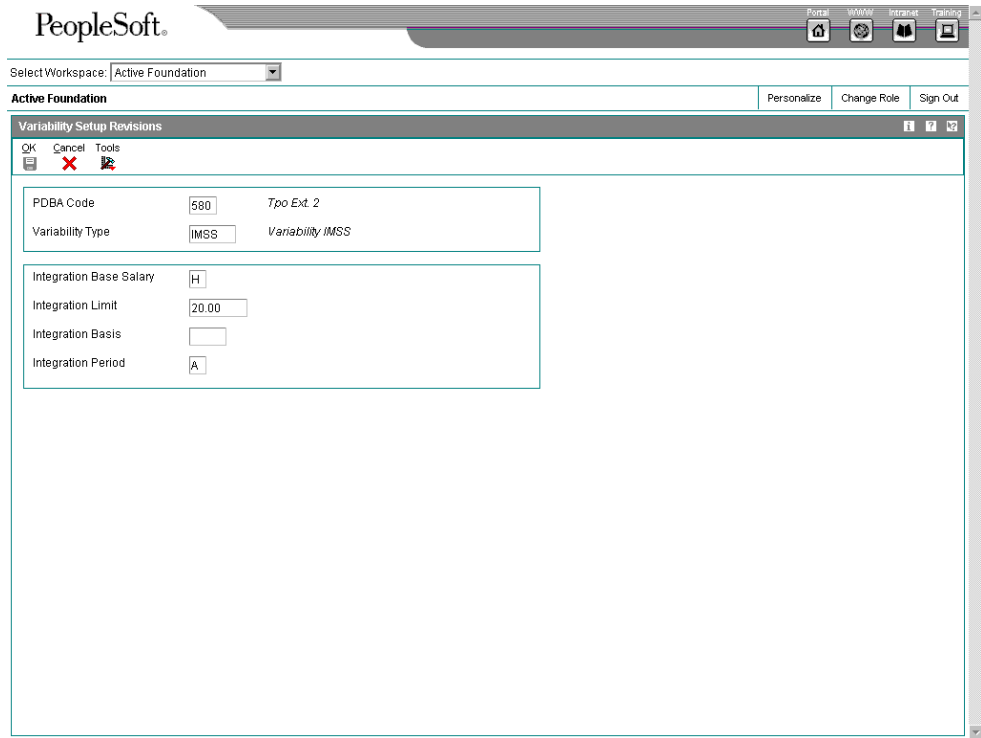 PeopleSoft®
Portal WWW Intranet Training
Select Workspace: Active Foundation
Active Foundation Personalize Change Role Sign Out
Variability Setup Revisions i ?
OK Cancel Tools
PDBA Code 580 Tpo Ext. 2
Variability Type IMSS Variability IMSS
Integration Base Salary H
Integration Limit 20.00
Integration Basis
Integration Period A